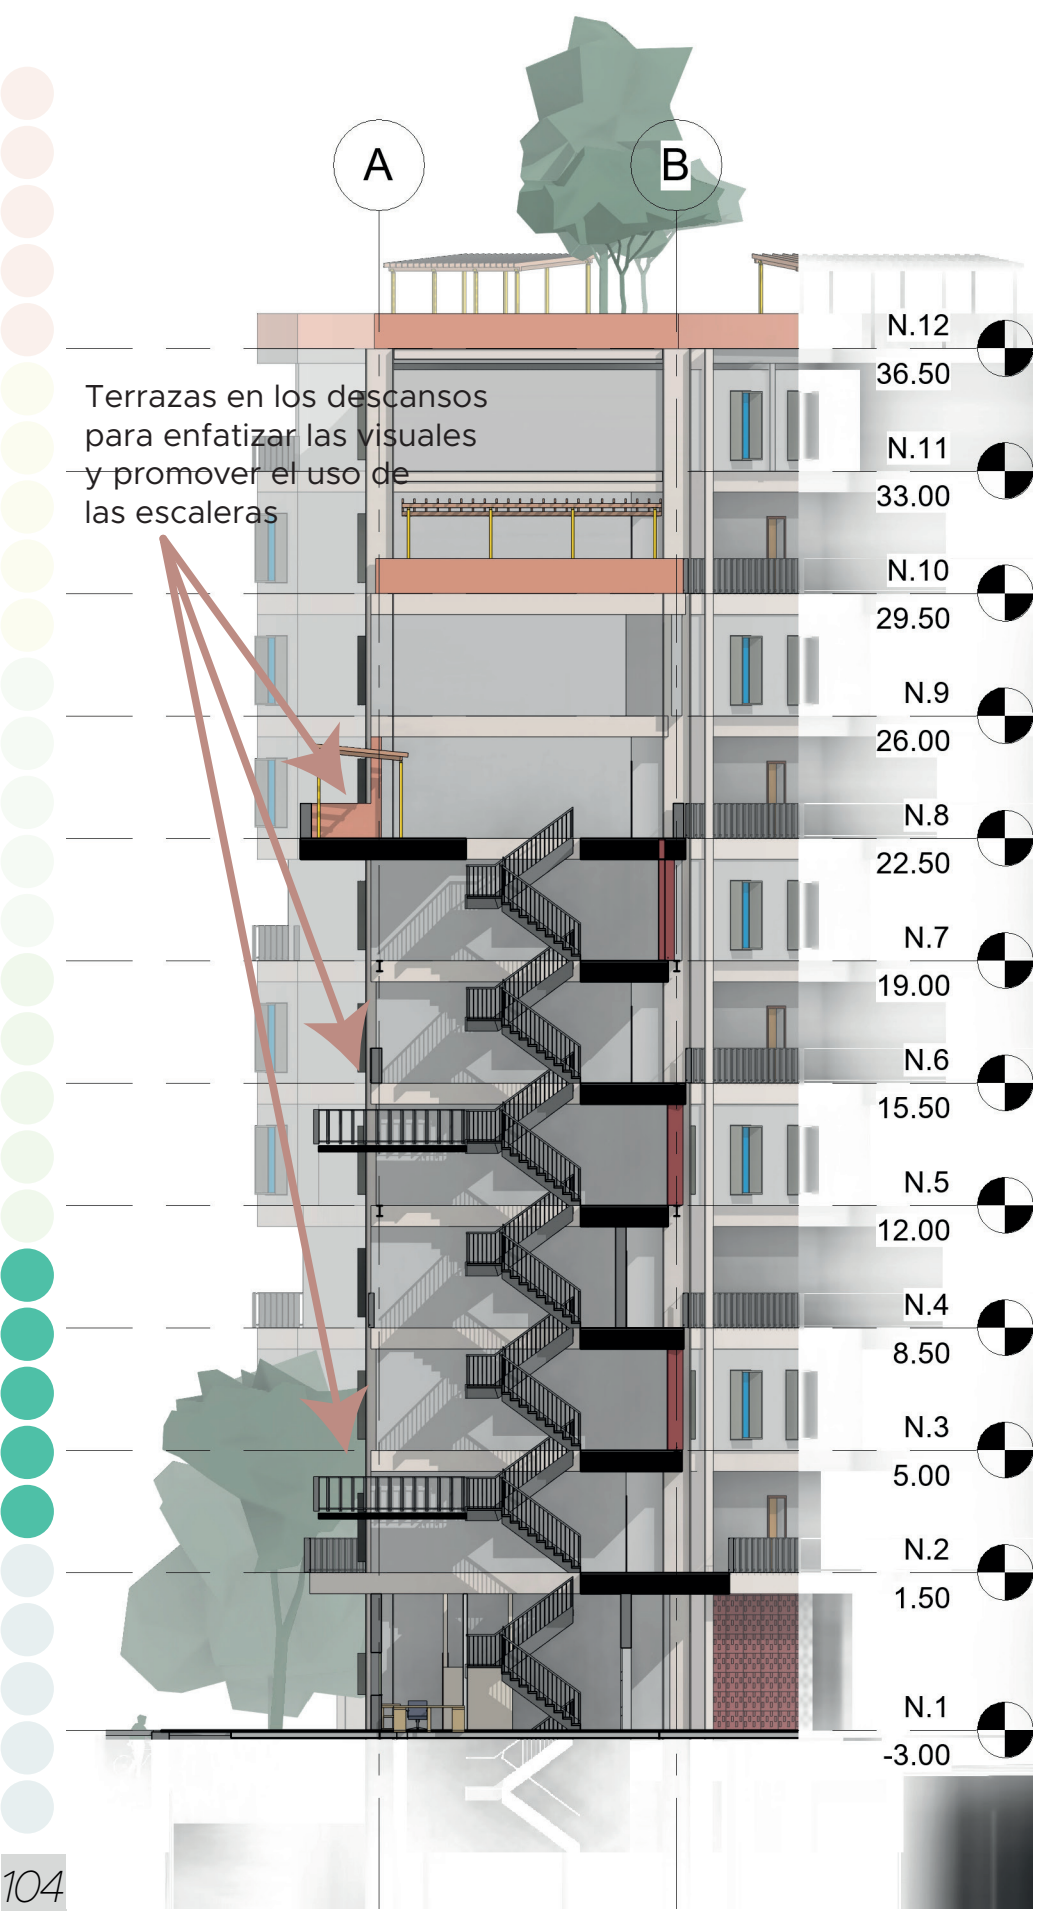 A
B
N.12
36.50
Terrazas en los descansos
para enfatizar las visuales
y promover el uso de
las escaleras
N.11
33.00
N.10
29.50
N.9
26.00
N.8
22.50
N.7
19.00
N.6
15.50
N.5
12.00
N.4
8.50
N.3
5.00
N.2
1.50
N.1
-3.00
104